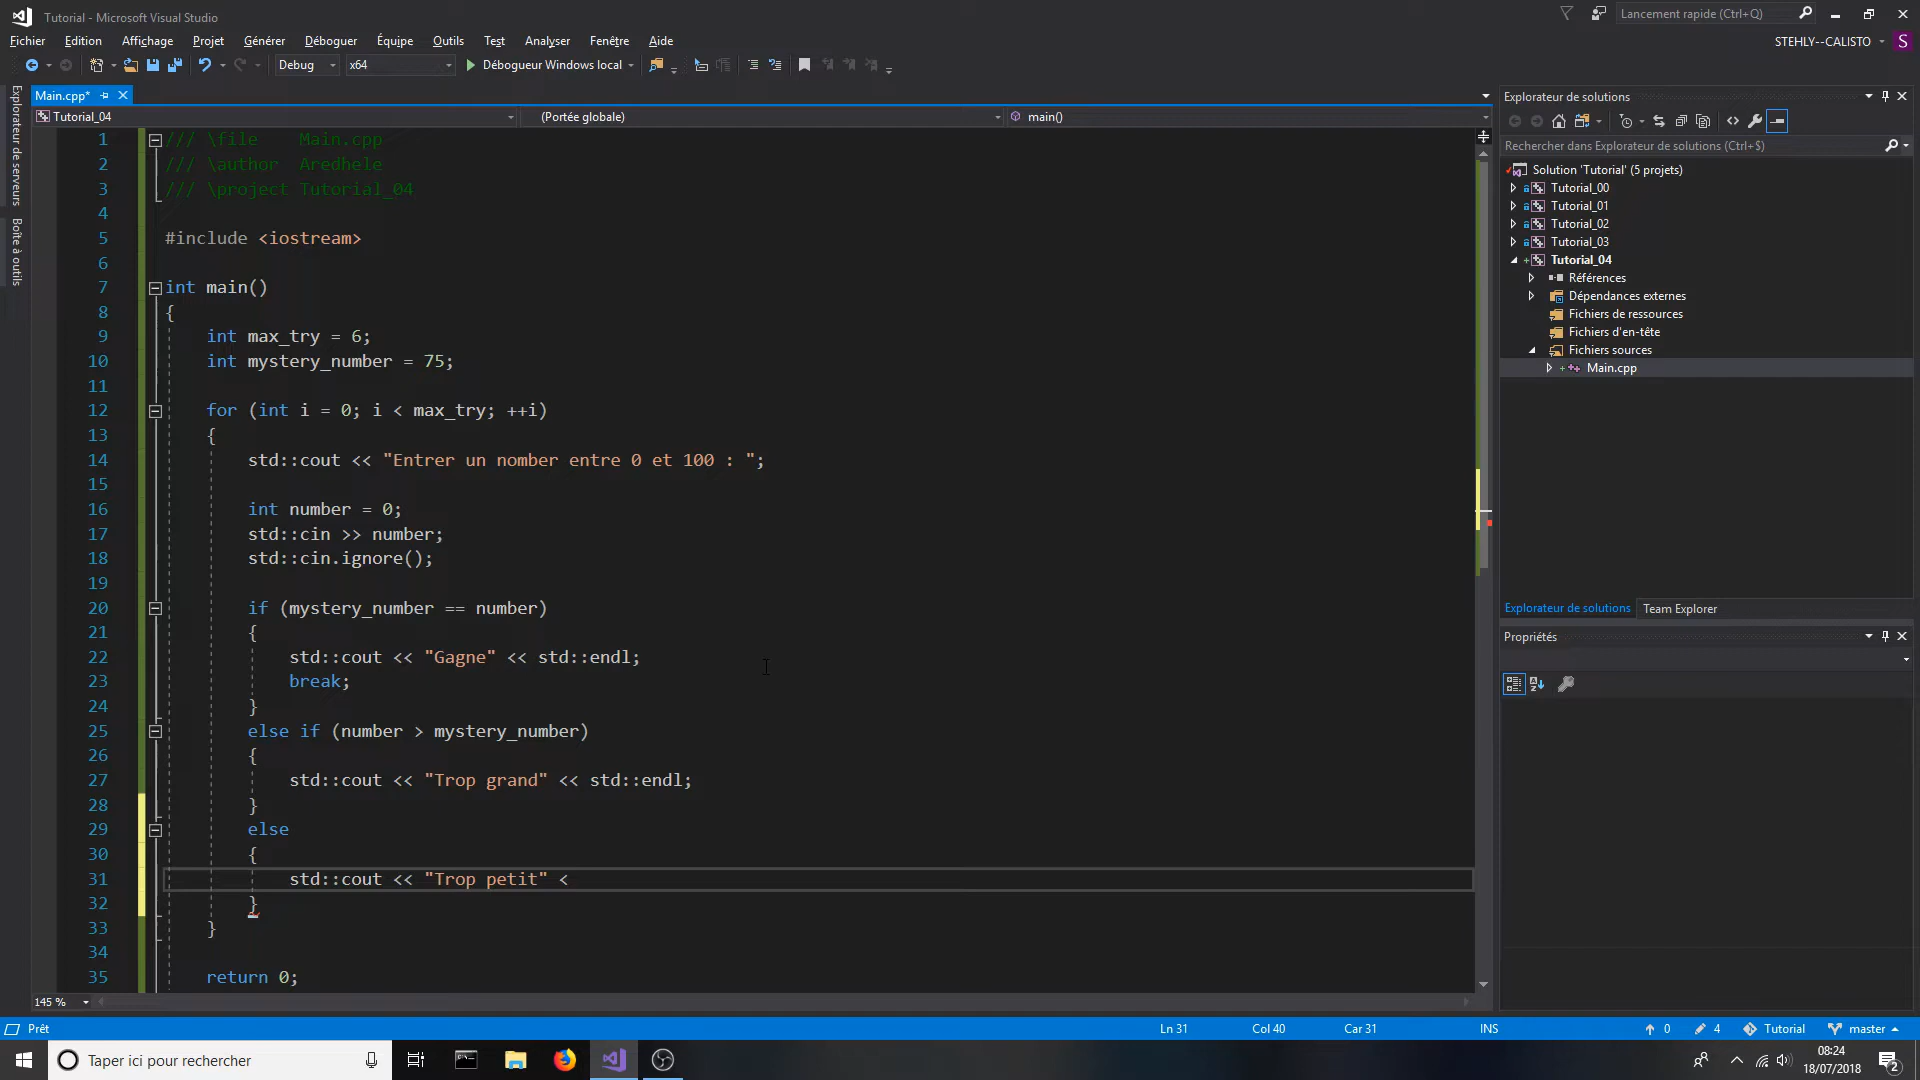 Tutorial - Microsoft Visual Studio
Lancement rapide (Ctrl+Q)
Fichier Edition Affichage Projet Générer Déboguer Équipe Outils Test Analyser Fenêtre Aide
STEHLY--CALISTO S
Debug x64 Débogueur Windows local
Explorateur de serveurs
Boîte à outils
Main.cpp*
Tutorial_04 (Portée globale) main()
1 /// \file    Main.cpp
2 /// \author  Aredhele
3 /// \project Tutorial_04
4
5 #include <iostream>
6
7 int main()
8 {
9     int max_try = 6;
10     int mystery_number = 75;
11
12     for (int i = 0; i < max_try; ++i)
13     {
14         std::cout << "Entrer un nomber entre 0 et 100 : ";
15
16         int number = 0;
17         std::cin >> number;
18         std::cin.ignore();
19
20         if (mystery_number == number)
21         {
22             std::cout << "Gagne" << std::endl;
23             break;
24         }
25         else if (number > mystery_number)
26         {
27             std::cout << "Trop grand" << std::endl;
28         }
29         else
30         {
31             std::cout << "Trop petit" <
32         }
33     }
34
35     return 0;
145 %
Explorateur de solutions
Rechercher dans Explorateur de solutions (Ctrl+$)
Solution 'Tutorial' (5 projets)
Tutorial_00
Tutorial_01
Tutorial_02
Tutorial_03
Tutorial_04
Références
Dépendances externes
Fichiers de ressources
Fichiers d'en-tête
Fichiers sources
Main.cpp
Explorateur de solutions Team Explorer
Propriétés
Prêt Ln 31 Col 40 Car 31 INS 0 4 Tutorial master
Taper ici pour rechercher
08:24
18/07/2018
2